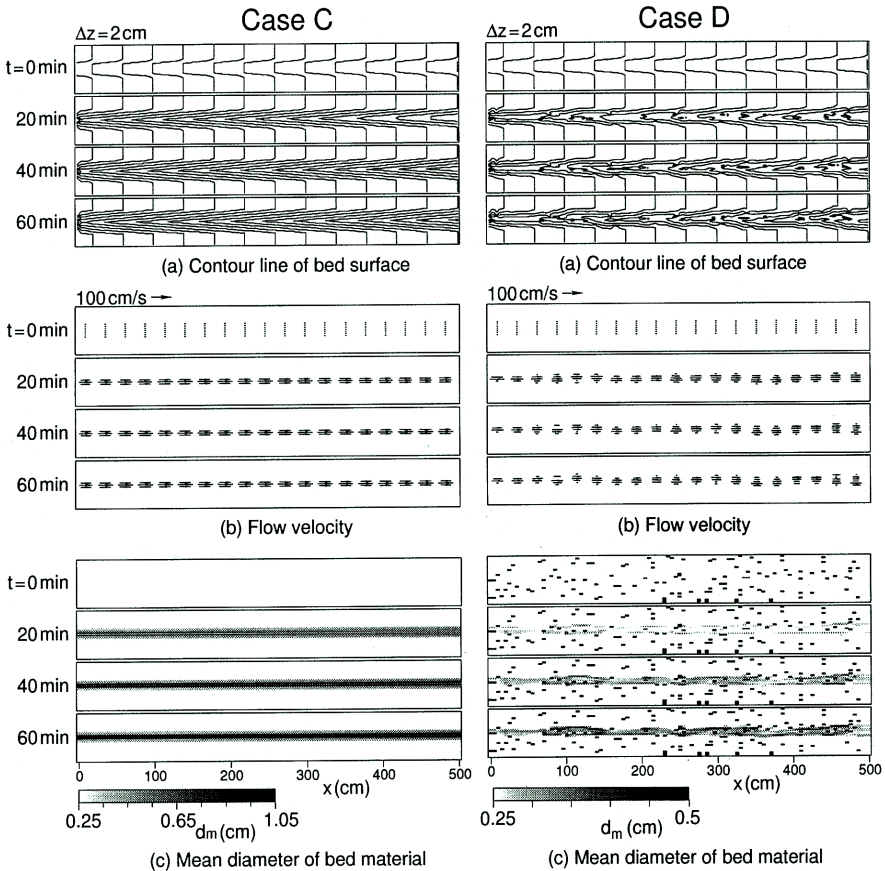 Case C
Δz=2cm
t=0min
20min
40min
60min
(a) Contour line of bed surface
100cm/s
t=0min
20min
40min
60min
(b) Flow velocity
t=0min
20min
40min
60min
0 100 200 300 400 500
x(cm)
0.25 0.65 1.05
dm(cm)
(c) Mean diameter of bed material
Case D
Δz=2cm
(a) Contour line of bed surface
100cm/s
(b) Flow velocity
0 100 200 300 400 500
x(cm)
0.25 0.5
dm(cm)
(c) Mean diameter of bed material